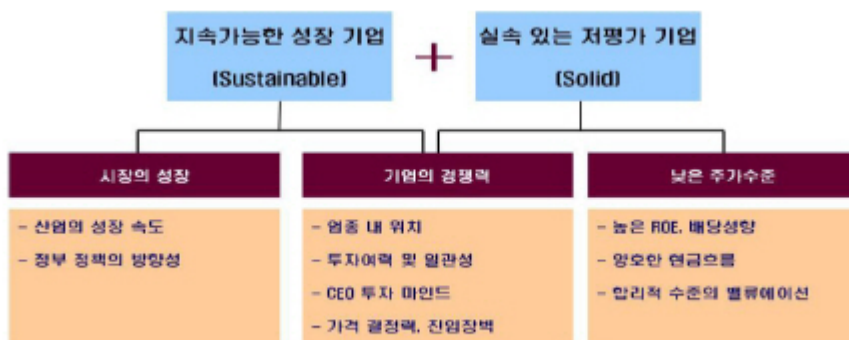 지속가능한 성장 기업
(Sustainable)
+
실속 있는 저평가 기업
(Solid)
시장의 성장
기업의 경쟁력
낮은 주가수준
- 산업의 성장 속도
- 정부 정책의 방향성
- 업종 내 위치
- 투자여력 및 일관성
- CEO 투자 마인드
- 가격 결정력, 진입장벽
- 높은 ROE, 배당성향
- 양호한 현금흐름
- 합리적 수준의 밸류에이션